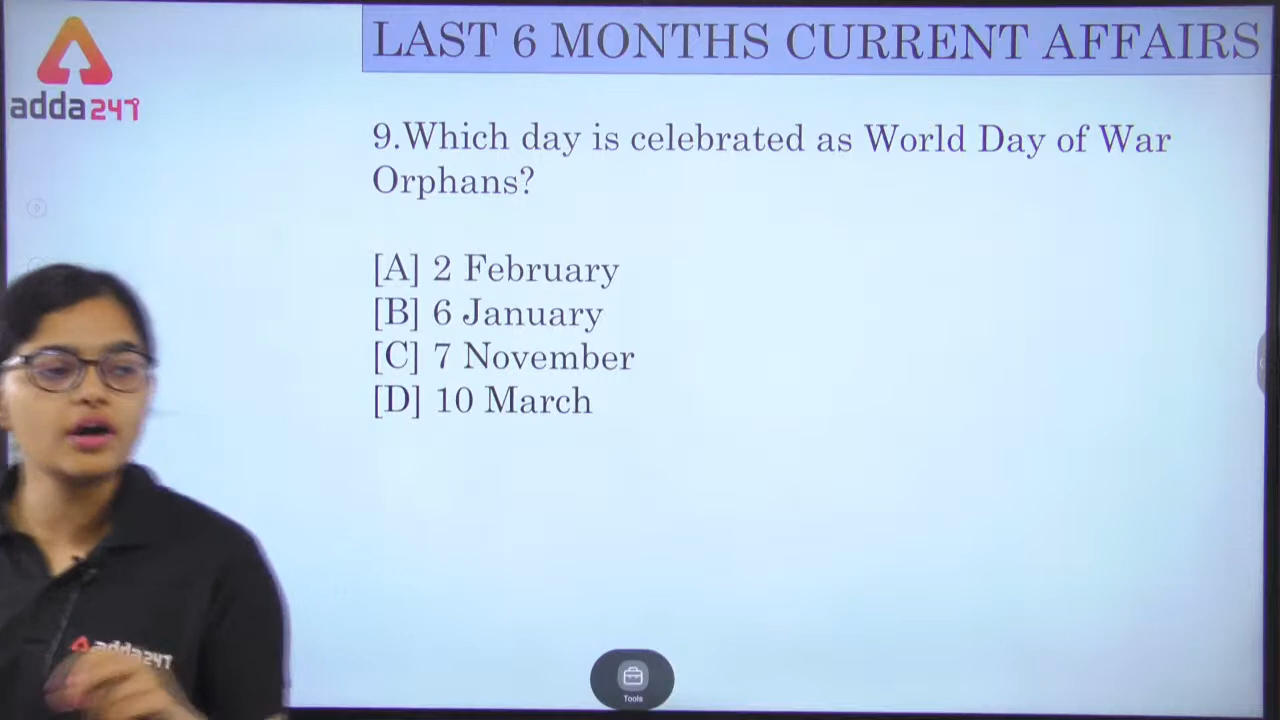 LAST 6 MONTHS CURRENT AFFAIRS
adda247
9.Which day is celebrated as World Day of War
Orphans?
[A] 2 February
[B] 6 January
[C] 7 November
[D] 10 March
adda247
Tools